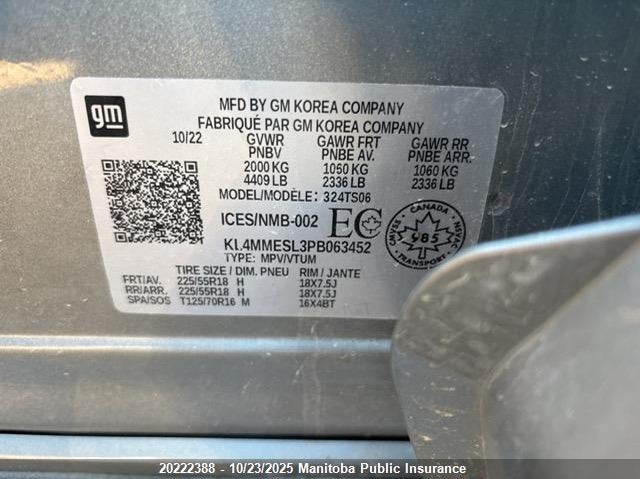 gm
MFD BY GM KOREA COMPANY
FABRIQUÉ PAR GM KOREA COMPANY
10/22 GVWR GAWR FRT GAWR RR
PNBV PNBE AV. PNBE ARR.
2000 KG 1060 KG 1060 KG
4409 LB 2336 LB 2336 LB
MODEL/MODÈLE: 324TS06
ICES/NMB-002 EC
CANADA
SSANC 985 NVAC
TRANSPORT
KL4MMESL3PB063452
TYPE: MPV/VTUM
TIRE SIZE / DIM. PNEU RIM / JANTE
FRT/AV. 225/55R18 H 18X7.5J
RR/ARR. 225/55R18 H 18X7.5J
SPA/SOS T125/70R16 M 16X4BT
20222388 - 10/23/2025 Manitoba Public Insurance